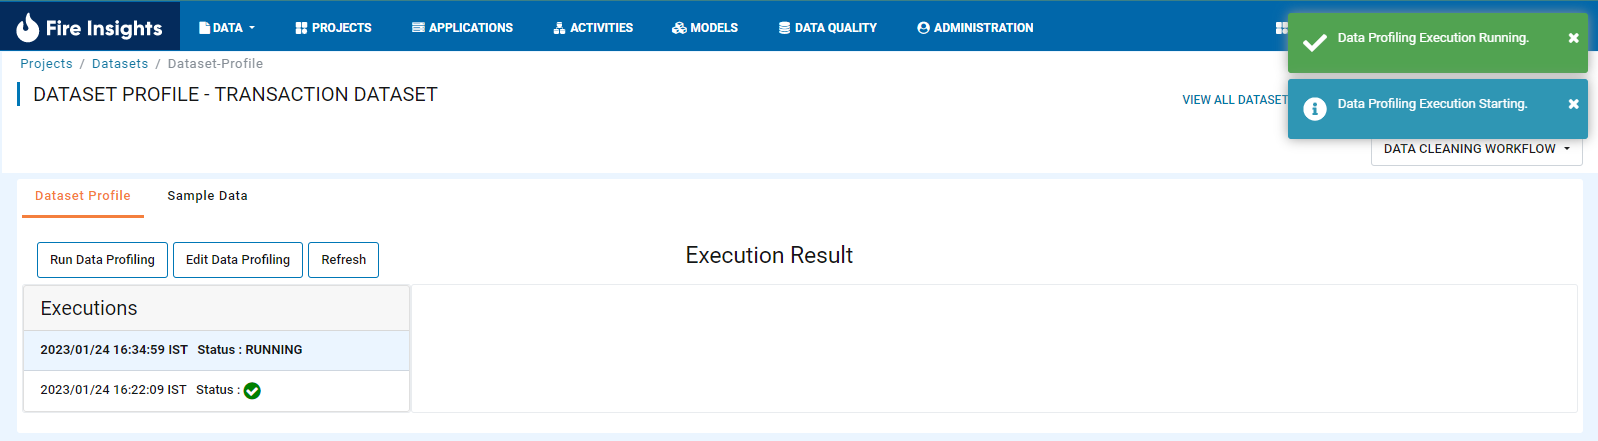 Fire Insights DATA PROJECTS APPLICATIONS ACTIVITIES MODELS DATA QUALITY ADMINISTRATION
Data Profiling Execution Running.
Projects / Datasets / Dataset-Profile
DATASET PROFILE - TRANSACTION DATASET
VIEW ALL DATASET
Data Profiling Execution Starting.
DATA CLEANING WORKFLOW
Dataset Profile Sample Data
Run Data Profiling Edit Data Profiling Refresh
Execution Result
Executions
2023/01/24 16:34:59 IST Status : RUNNING
2023/01/24 16:22:09 IST Status :